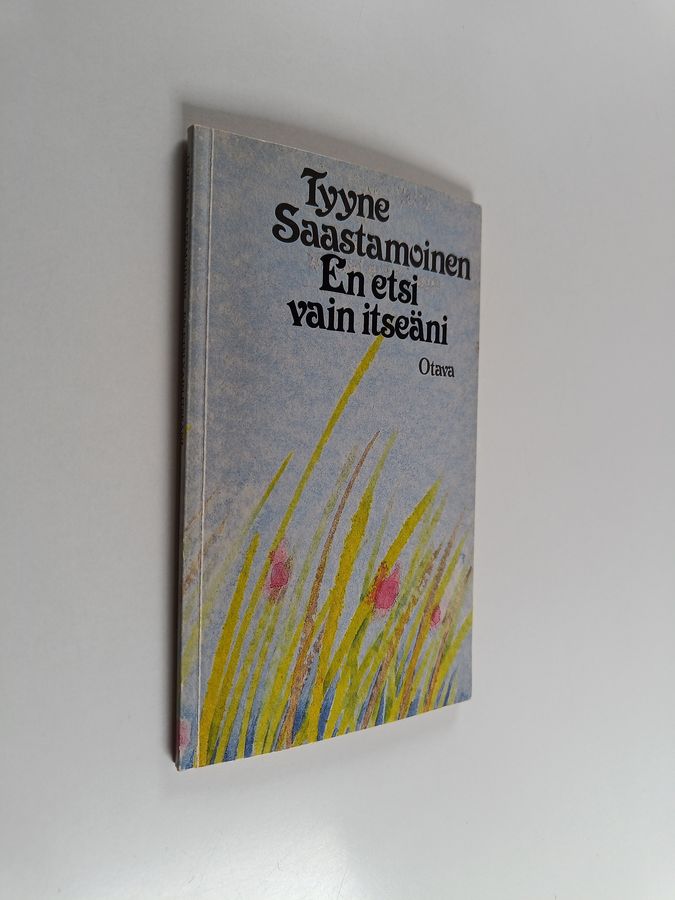 Tyyne
Saastamoinen
En etsi
vain itseäni
Otava